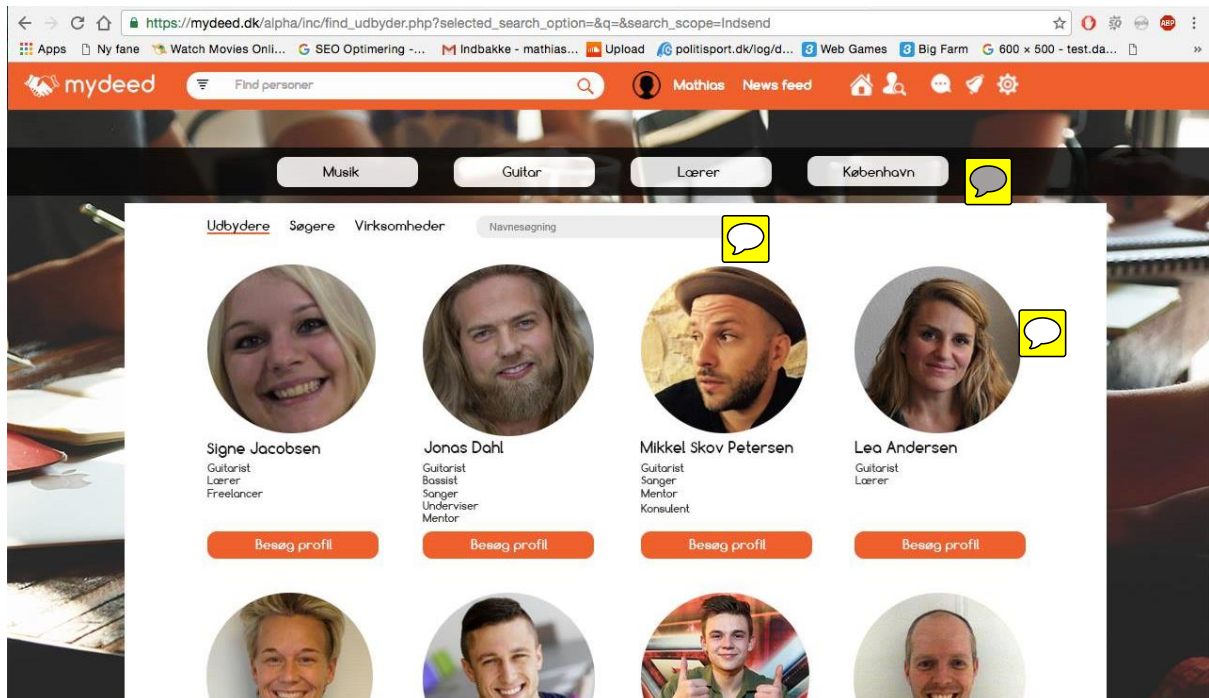 https://mydeed.dk/alpha/inc/find_udbyder.php?selected_search_option=&q=&search_scope=Indsend
ABP
Apps Ny fane Watch Movies Onli... SEO Optimering -... Indbakke - mathias... Upload politisport.dk/log/d... Web Games Big Farm 600 × 500 - test.da... »
mydeed Find personer Mathias News feed
Musik Guitar Lærer København
Udbydere Søgere Virksomheder Navnesøgning
Signe Jacobsen Jonas Dahl Mikkel Skov Petersen Lea Andersen
Guitarist Guitarist Guitarist Guitarist
Lærer Bassist Sanger Lærer
Freelancer Sanger Mentor
Underviser Konsulent
Mentor
Besøg profil Besøg profil Besøg profil Besøg profil